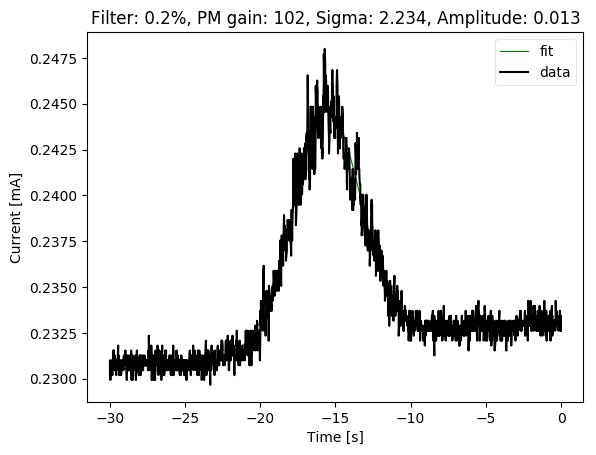 Filter: 0.2%, PM gain: 102, Sigma: 2.234, Amplitude: 0.013
fit
data
0.2475
0.2450
0.2425
0.2400
0.2375
0.2350
0.2325
0.2300
Current [mA]
−30 −25 −20 −15 −10 −5 0
Time [s]